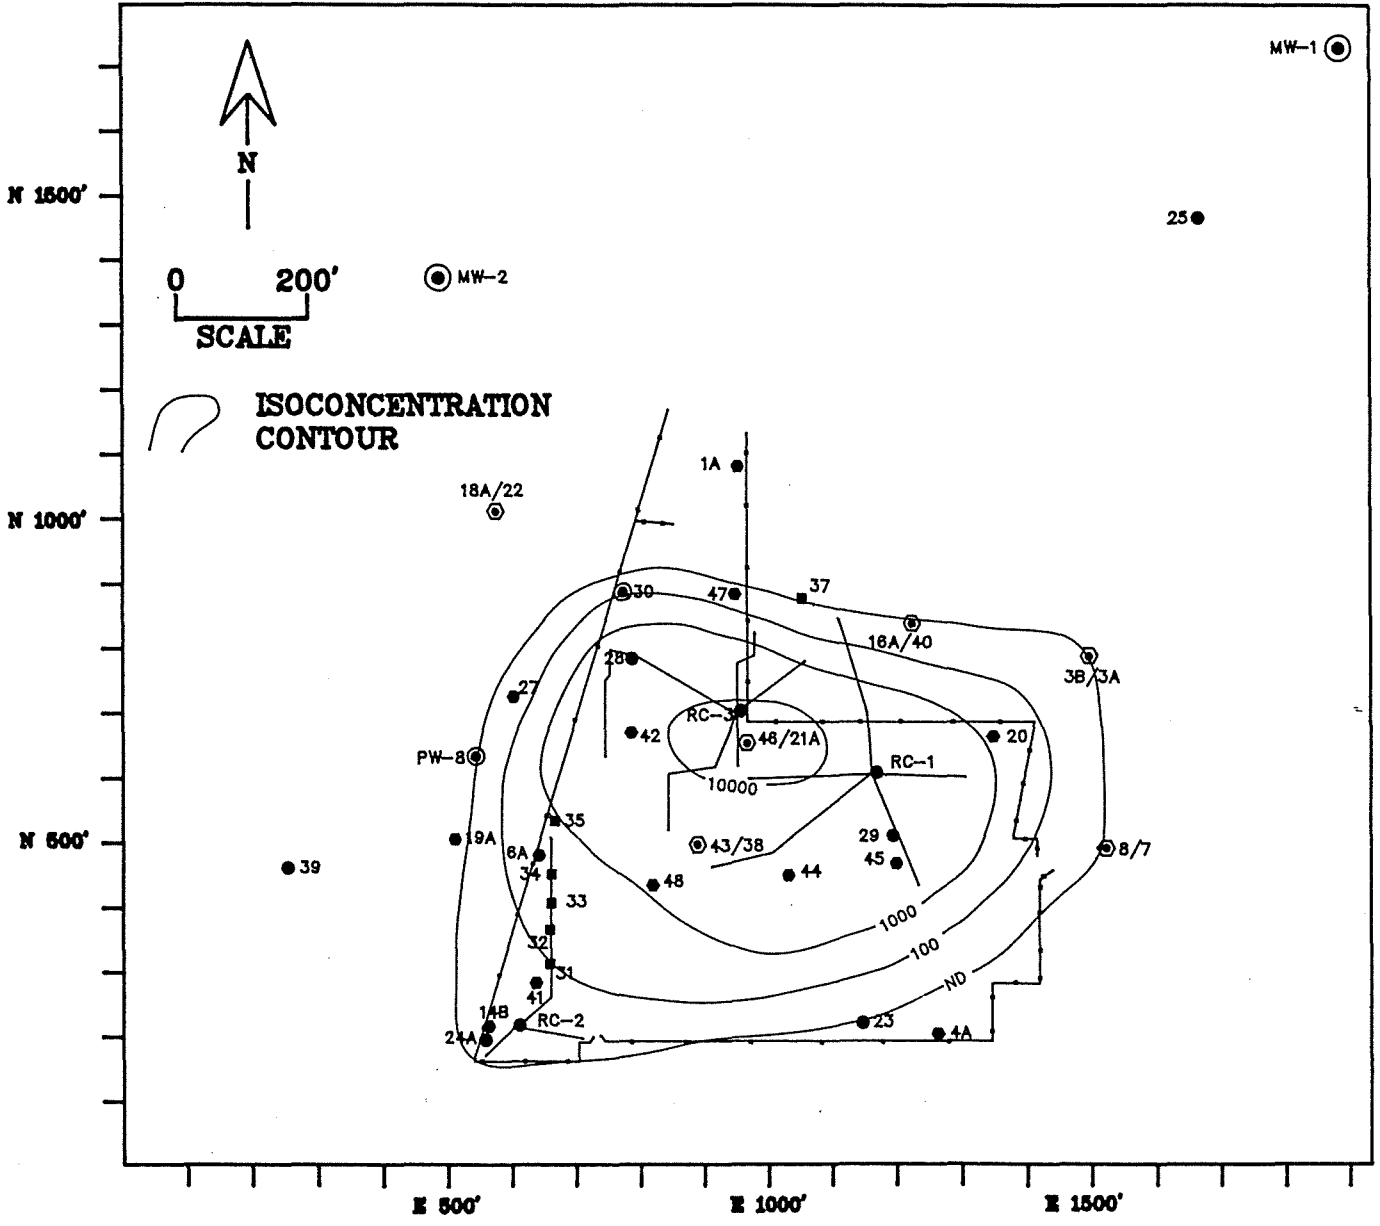 MW-1
N
N 1500'
25
0 200'
MW-2
SCALE
ISOCONCENTRATION
CONTOUR
1A
18A/22
N 1000'
30
47
37
16A/40
28
3B/3A
27
RC-3
42
46/21A
20
PW-8
RC-1
10000
35
N 500'
19A
29
6A
43/38
8/7
39
34
45
44
48
33
1000
32
100
31
ND
41
14B
RC-2
23
24A
4A
E 500'
E 1000'
E 1500'